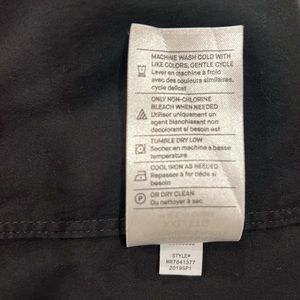 MACHINE WASH COLD WITH
LIKE COLORS, GENTLE CYCLE
Laver en machine à froid
avec des couleurs similaires,
cycle délicat
ONLY NON-CHLORINE
BLEACH WHEN NEEDED
Utiliser uniquement un
agent blanchissant non
décolorant si besoin est
TUMBLE DRY LOW
Sécher en machine à basse
température
COOL IRON AS NEEDED
Repasser à fer tiède si
besoin
P
OR DRY CLEAN
Ou nettoyer à sec
STYLE#
2019SP1